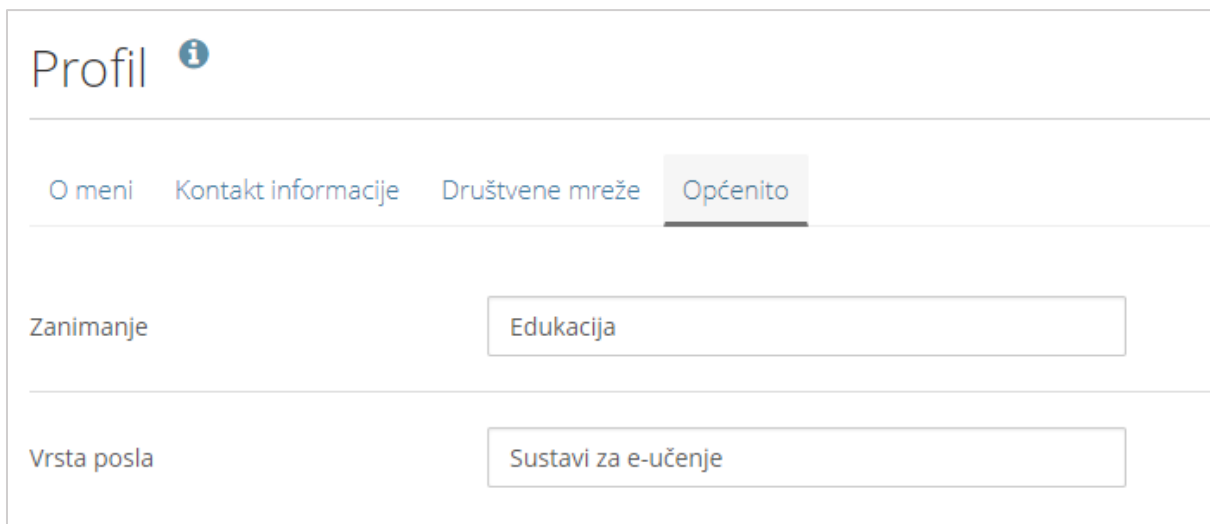 Profil
O meni Kontakt informacije Društvene mreže Općenito
Zanimanje Edukacija
Vrsta posla Sustavi za e-učenje